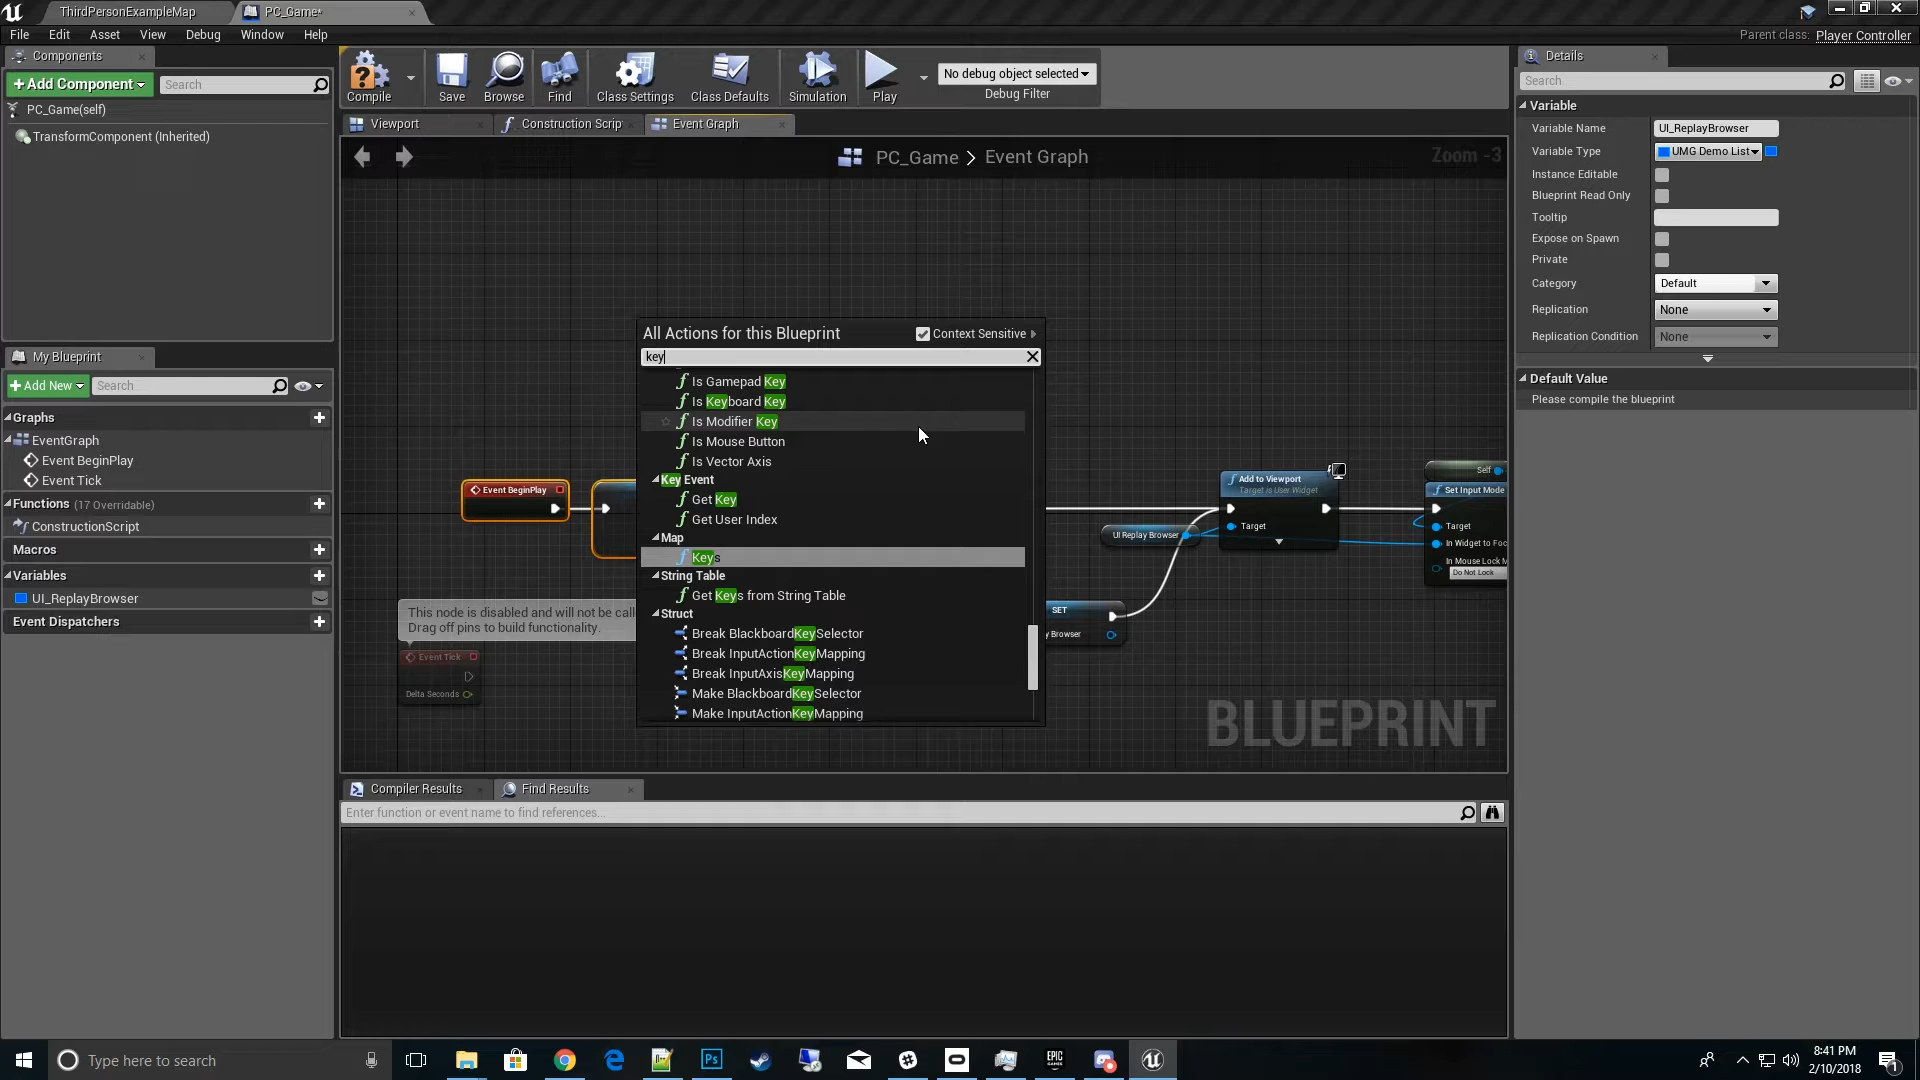 ThirdPersonExampleMap
PC_Game*
File Edit Asset View Debug Window Help
Parent class: Player Controller
Components
+Add Component
Search
PC_Game(self)
TransformComponent (Inherited)
My Blueprint
+Add New
Search
Graphs
EventGraph
Event BeginPlay
Event Tick
Functions (17 Overridable)
ConstructionScript
Macros
Variables
UI_ReplayBrowser
Event Dispatchers
Compile
Save
Browse
Find
Class Settings
Class Defaults
Simulation
Play
No debug object selected
Debug Filter
Viewport
Construction Scrip
Event Graph
PC_Game > Event Graph
Zoom -3
All Actions for this Blueprint
Context Sensitive
key
Is Gamepad Key
Is Keyboard Key
Is Modifier Key
Is Mouse Button
Is Vector Axis
Key Event
Get Key
Get User Index
Map
Keys
String Table
Get Keys from String Table
Struct
Break BlackboardKeySelector
Break InputActionKeyMapping
Break InputAxisKeyMapping
Make BlackboardKeySelector
Make InputActionKeyMapping
Event BeginPlay
This node is disabled and will not be call
Drag off pins to build functionality.
Event Tick
Delta Seconds
UI Replay Browser
SET
y Browser
Add to Viewport
Target is User Widget
Target
Self
Set Input Mode
Target
In Widget to Foc
In Mouse Lock M
Do Not Lock
BLUEPRINT
Compiler Results
Find Results
Enter function or event name to find references...
Details
Search
Variable
Variable Name UI_ReplayBrowser
Variable Type UMG Demo List
Instance Editable
Blueprint Read Only
Tooltip
Expose on Spawn
Private
Category Default
Replication None
Replication Condition None
Default Value
Please compile the blueprint
Type here to search
Ps
EPIC
GAMES
8:41 PM
2/10/2018
1